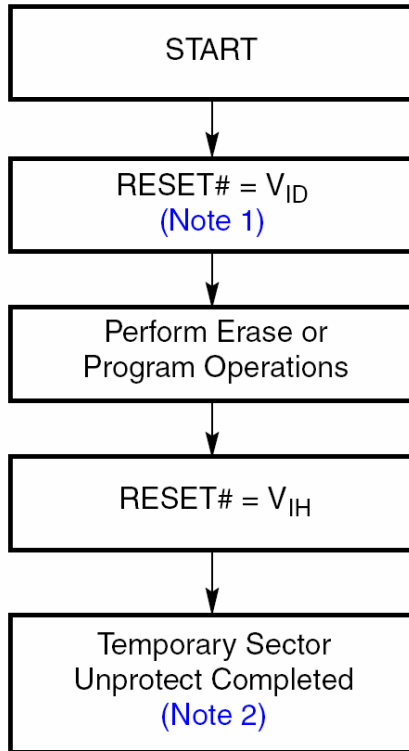 START
RESET# = VID
(Note 1)
Perform Erase or
Program Operations
RESET# = VIH
Temporary Sector
Unprotect Completed
(Note 2)